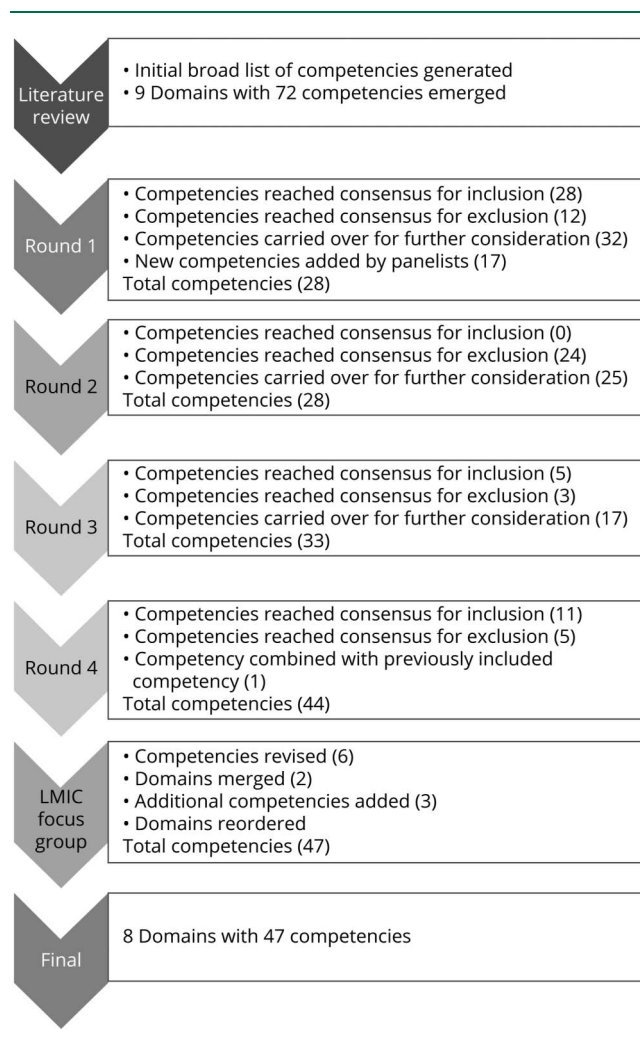 Literature
review
• Initial broad list of competencies generated
• 9 Domains with 72 competencies emerged
Round 1
• Competencies reached consensus for inclusion (28)
• Competencies reached consensus for exclusion (12)
• Competencies carried over for further consideration (32)
• New competencies added by panelists (17)
Total competencies (28)
Round 2
• Competencies reached consensus for inclusion (0)
• Competencies reached consensus for exclusion (24)
• Competencies carried over for further consideration (25)
Total competencies (28)
Round 3
• Competencies reached consensus for inclusion (5)
• Competencies reached consensus for exclusion (3)
• Competencies carried over for further consideration (17)
Total competencies (33)
Round 4
• Competencies reached consensus for inclusion (11)
• Competencies reached consensus for exclusion (5)
• Competency combined with previously included
competency (1)
Total competencies (44)
LMIC
focus
group
• Competencies revised (6)
• Domains merged (2)
• Additional competencies added (3)
• Domains reordered
Total competencies (47)
Final
8 Domains with 47 competencies